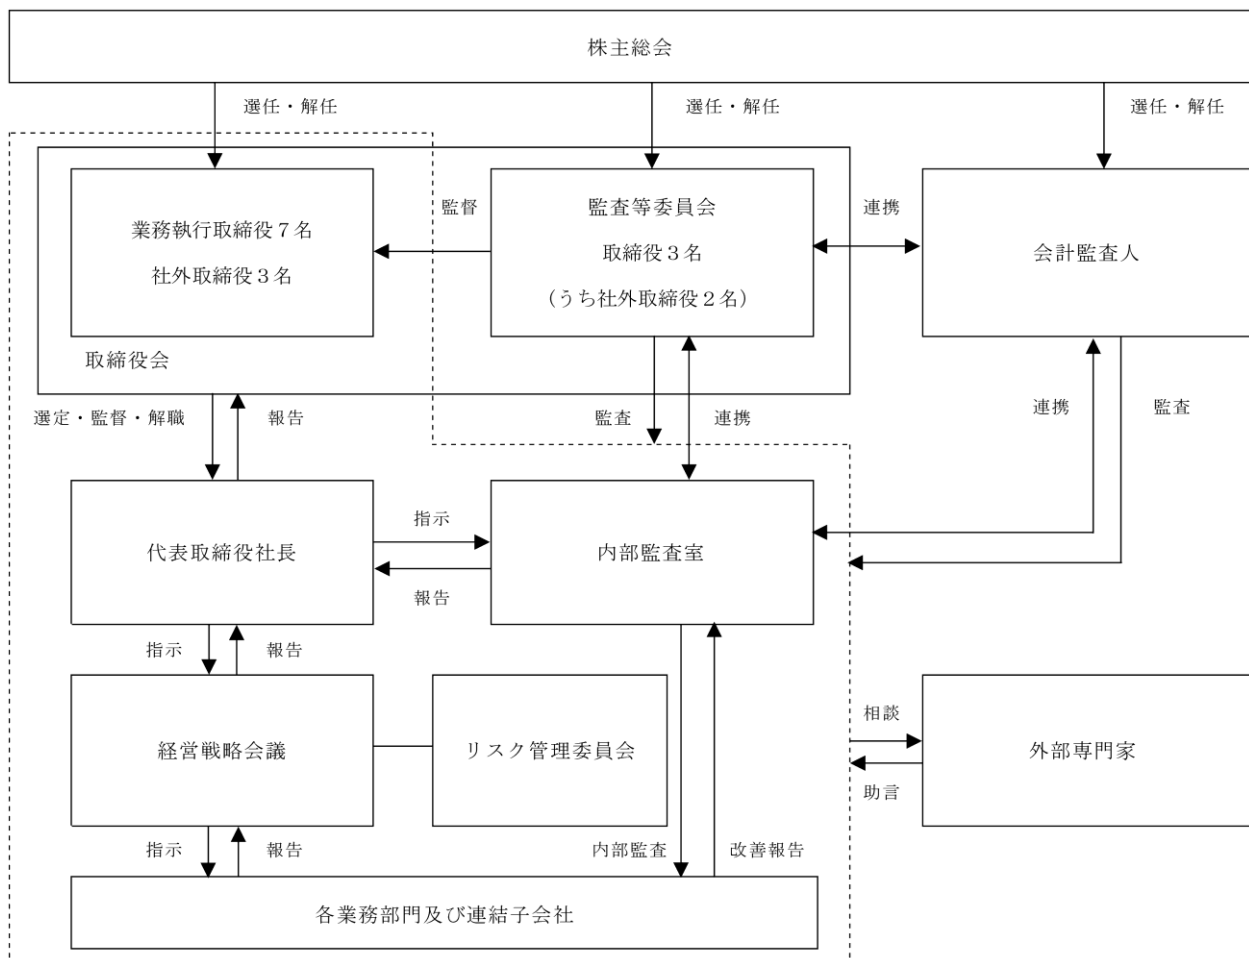 株主総会
選任・解任
選任・解任
選任・解任
業務執行取締役7名
社外取締役3名
監督
監査等委員会
取締役3名
(うち社外取締役2名)
連携
会計監査人
取締役会
選定・監督・解職
報告
監査
連携
連携
監査
代表取締役社長
指示
報告
内部監査室
指示
報告
経営戦略会議
リスク管理委員会
相談
助言
外部専門家
指示
報告
内部監査
改善報告
各業務部門及び連結子会社